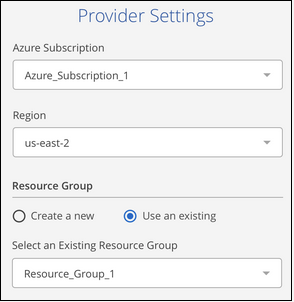 Provider Settings
Azure Subscription
Azure_Subscription_1
Region
us-east-2
Resource Group
Create a new
Use an existing
Select an Existing Resource Group
Resource_Group_1